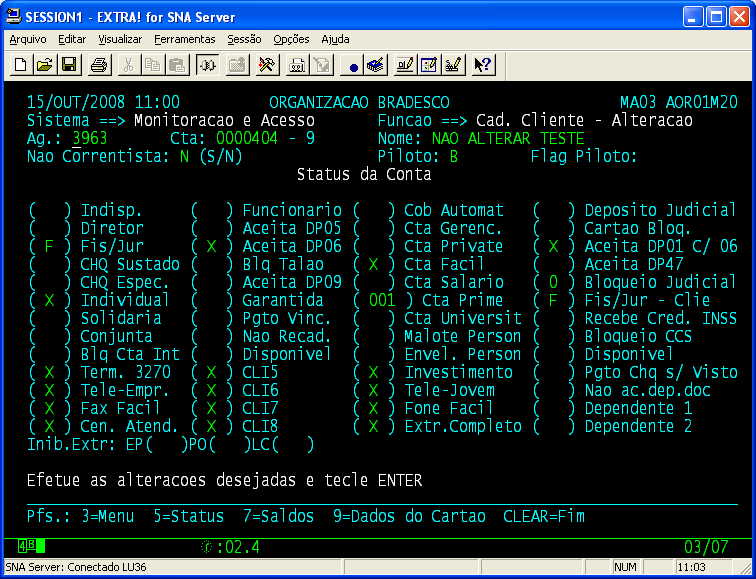 SESSION1 - EXTRA! for SNA Server
Arquivo Editar Visualizar Ferramentas Sessão Opções Ajuda
15/OUT/2008 11:00 ORGANIZACAO BRADESCO MA03 AOR01M20
Sistema ==> Monitoracao e Acesso Funcao ==> Cad. Cliente - Alteracao
Ag.: 3963 Cta: 0000404 - 9 Nome: NAO ALTERAR TESTE
Nao Correntista: N (S/N) Piloto: B Flag Piloto:
Status da Conta
( ) Indisp. ( ) Funcionario ( ) Cob Automat ( ) Deposito Judicial
( ) Diretor ( ) Aceita DP05 ( ) Cta Gerenc. ( ) Cartao Bloq.
( F ) Fis/Jur ( X ) Aceita DP06 ( ) Cta Private ( X ) Aceita DP01 C/ 06
( ) CHQ Sustado ( ) Blq Talao ( X ) Cta Facil ( ) Aceita DP47
( ) CHQ Espec. ( ) Aceita DP09 ( ) Cta Salario ( 0 ) Bloqueio Judicial
( X ) Individual ( ) Garantida ( 001 ) Cta Prime ( F ) Fis/Jur - Clie
( ) Solidaria ( ) Pgto Vinc. ( ) Cta Universit ( ) Recebe Cred. INSS
( ) Conjunta ( ) Nao Recad. ( ) Malote Person ( ) Bloqueio CCS
( ) Blq Cta Int ( ) Disponivel ( ) Envel. Person ( ) Disponivel
( X ) Term. 3270 ( X ) CLI5 ( X ) Investimento ( ) Pgto Chq s/ Visto
( X ) Tele-Empr. ( X ) CLI6 ( X ) Tele-Jovem ( ) Nao ac.dep.doc
( X ) Fax Facil ( X ) CLI7 ( X ) Fone Facil ( ) Dependente 1
( X ) Cen. Atend. ( X ) CLI8 ( X ) Extr.Completo ( ) Dependente 2
Inib.Extr: EP( )PO( )LC( )
Efetue as alteracoes desejadas e tecle ENTER
Pfs.: 3=Menu 5=Status 7=Saldos 9=Dados do Cartao CLEAR=Fim
4B :02.4 03/07
SNA Server: Conectado LU36 NUM 11:03